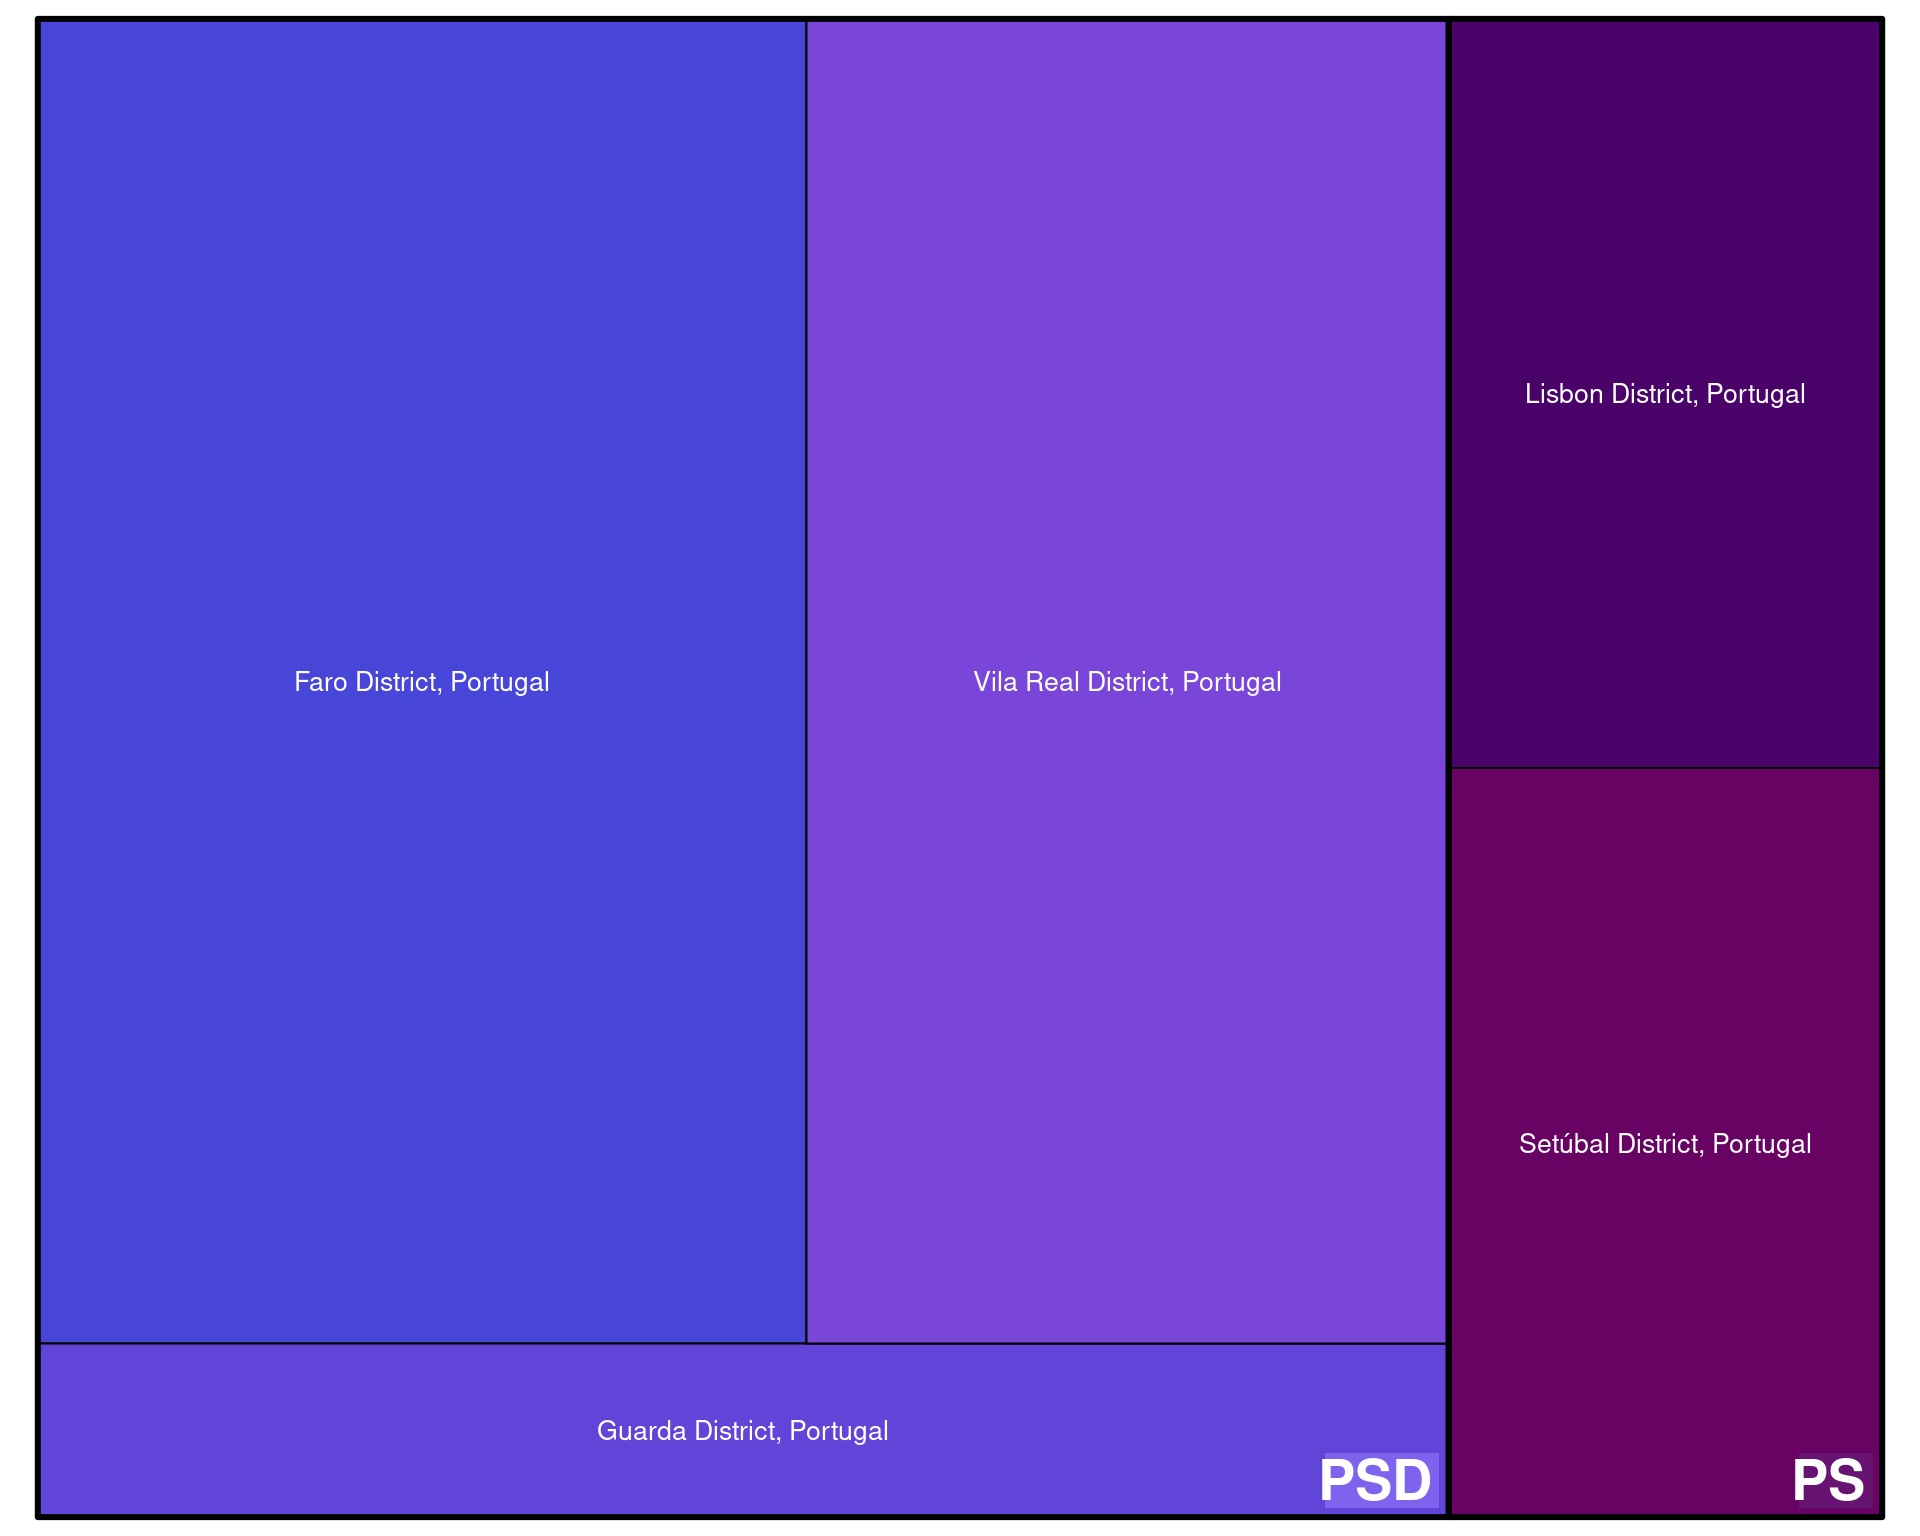 Lisbon District, Portugal
Faro District, Portugal
Vila Real District, Portugal
Setúbal District, Portugal
Guarda District, Portugal
PSD
PS